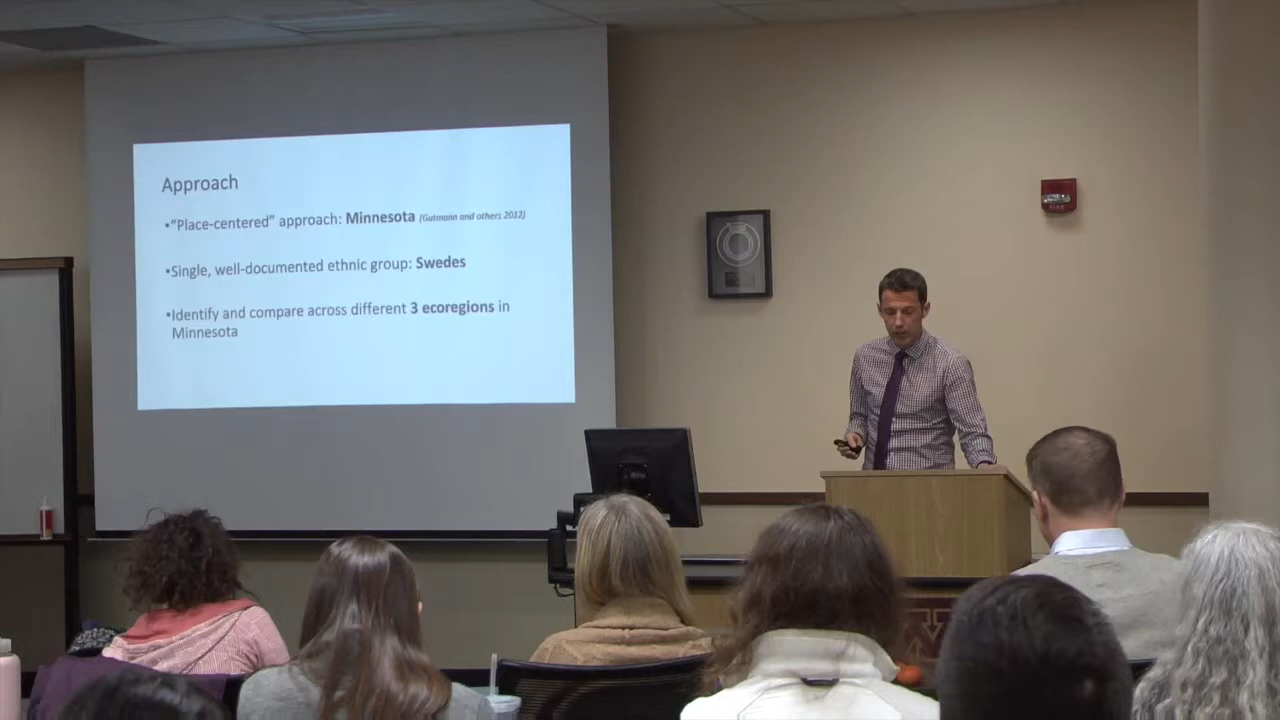 Approach
•"Place-centered" approach: Minnesota (Gutmann and others 2012)
•Single, well-documented ethnic group: Swedes
•Identify and compare across different 3 ecoregions in
Minnesota
FIRE